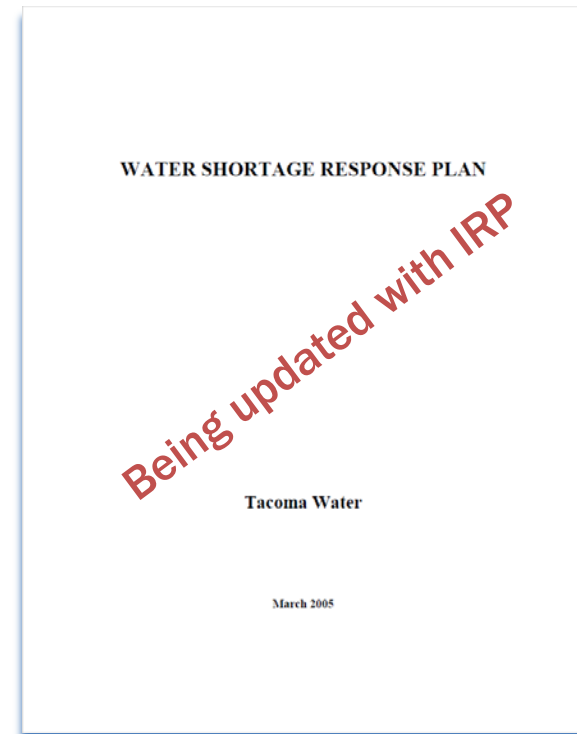 WATER SHORTAGE RESPONSE PLAN
Being updated with IRP
Tacoma Water
March 2005